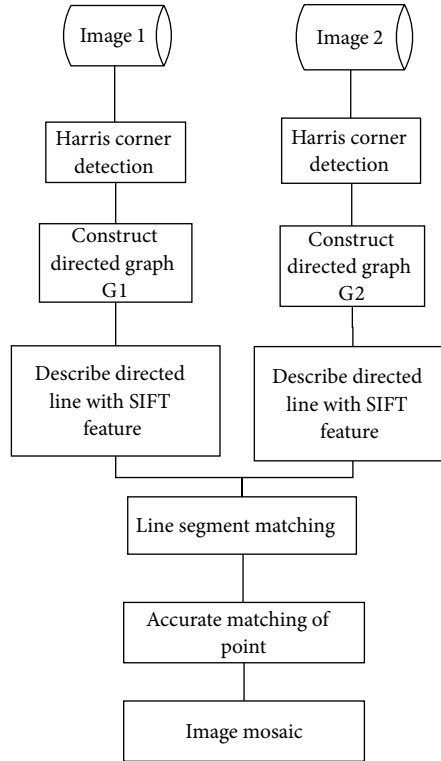 Image 1
Image 2
Harris corner
detection
Harris corner
detection
Construct
directed graph
G1
Construct
directed graph
G2
Describe directed
line with SIFT
feature
Describe directed
line with SIFT
feature
Line segment matching
Accurate matching of
point
Image mosaic